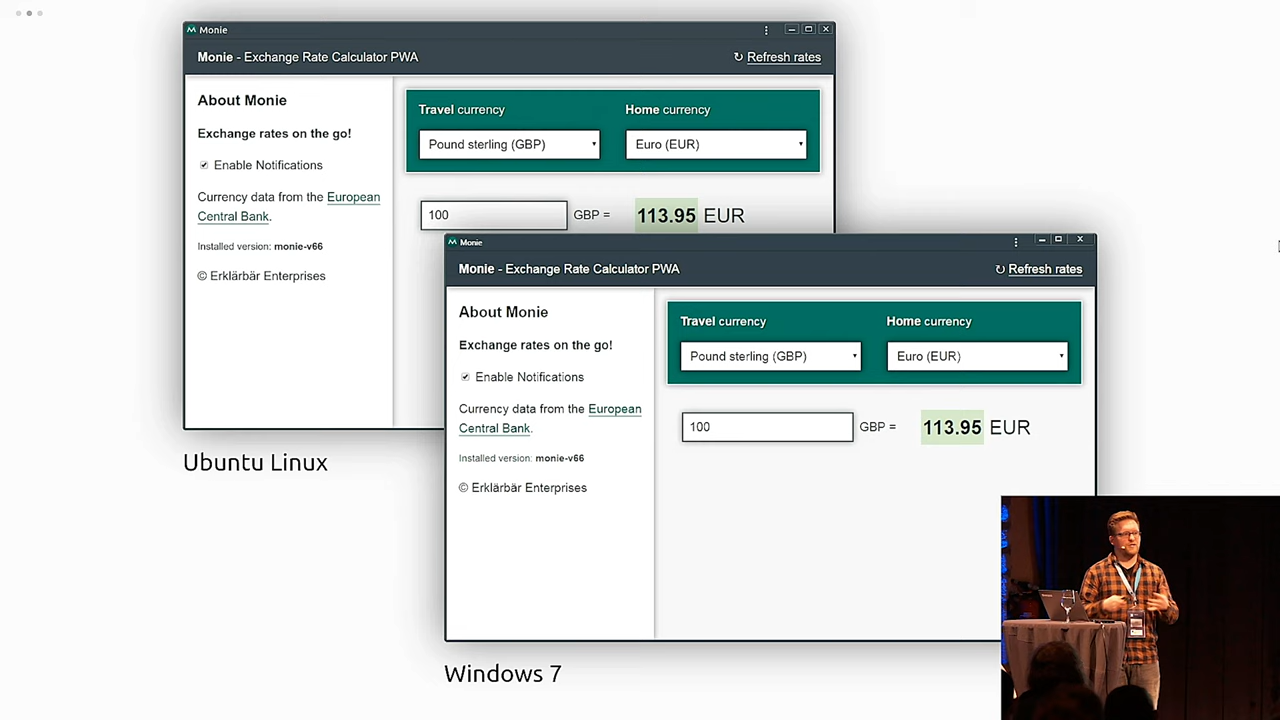 Monie
Monie - Exchange Rate Calculator PWA
↻ Refresh rates
About Monie
Exchange rates on the go!
Enable Notifications
Currency data from the European
Central Bank.
Installed version: monie-v66
© Erklärbär Enterprises
Travel currency
Home currency
Pound sterling (GBP)
Euro (EUR)
100
GBP =
113.95 EUR
Ubuntu Linux
Monie
Monie - Exchange Rate Calculator PWA
↻ Refresh rates
About Monie
Exchange rates on the go!
Enable Notifications
Currency data from the European
Central Bank.
Installed version: monie-v66
© Erklärbär Enterprises
Travel currency
Home currency
Pound sterling (GBP)
Euro (EUR)
100
GBP =
113.95 EUR
Windows 7